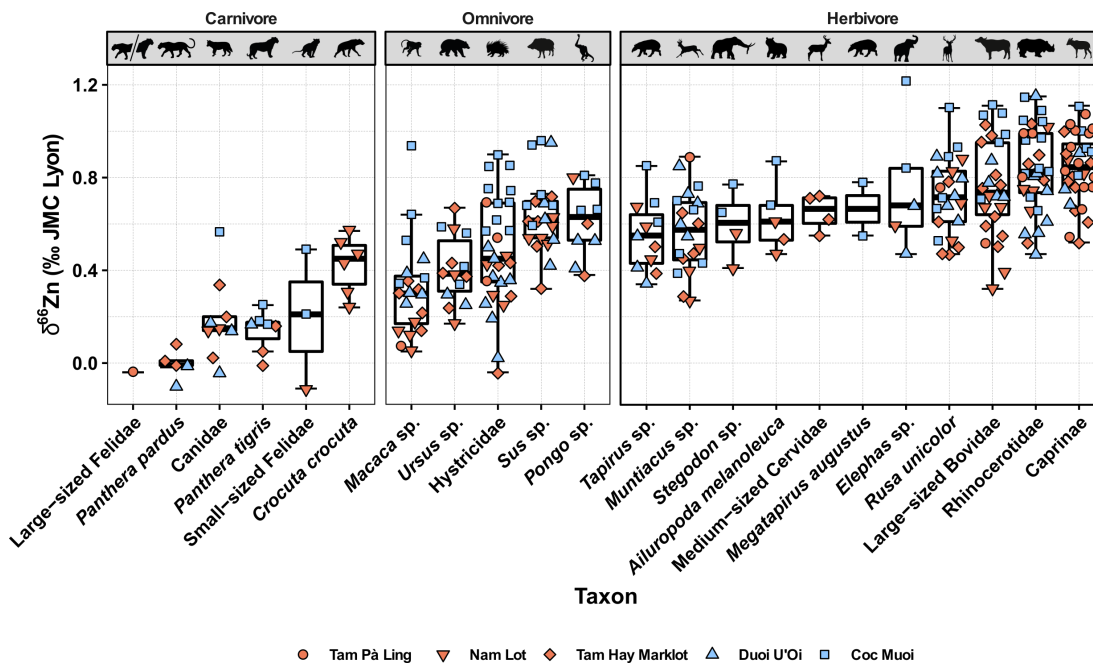 Carnivore
Omnivore
Herbivore
δ⁶⁶Zn (‰ JMC Lyon)
1.2
0.8
0.4
0.0
Large−sized Felidae
Panthera pardus
Canidae
Panthera tigris
Small−sized Felidae
Crocuta crocuta
Macaca sp.
Ursus sp.
Hystricidae
Sus sp.
Pongo sp.
Tapirus sp.
Muntiacus sp.
Stegodon sp.
Ailuropoda melanoleuca
Medium−sized Cervidae
Megatapirus augustus
Elephas sp.
Rusa unicolor
Large−sized Bovidae
Rhinocerotidae
Caprinae
Taxon
Tam Pà Ling Nam Lot Tam Hay Marklot Duoi U'Oi Coc Muoi